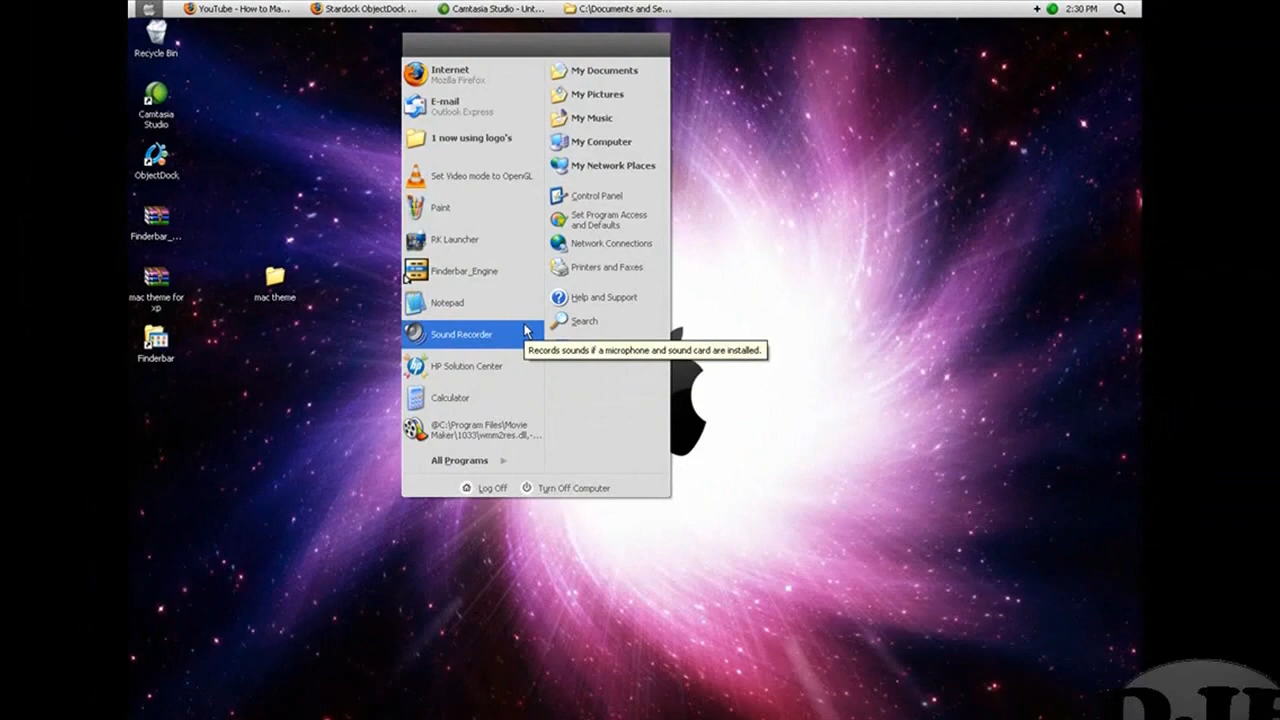 YouTube - How to Ma...
Stardock ObjectDock ...
Camtasia Studio - Unt...
C:\Documents and Se...
2:30 PM
Recycle Bin
Camtasia
Studio
ObjectDock
Finderbar_...
mac theme for
xp
mac theme
Finderbar
Internet
Mozilla Firefox
E-mail
Outlook Express
1 now using logo's
Set Video mode to OpenGL
Paint
RK Launcher
Finderbar_Engine
Notepad
Sound Recorder
HP Solution Center
Calculator
@C:\Program Files\Movie
Maker\1033\wmm2res.dll,-...
All Programs
My Documents
My Pictures
My Music
My Computer
My Network Places
Control Panel
Set Program Access
and Defaults
Network Connections
Printers and Faxes
Help and Support
Search
Records sounds if a microphone and sound card are installed.
Log Off
Turn Off Computer